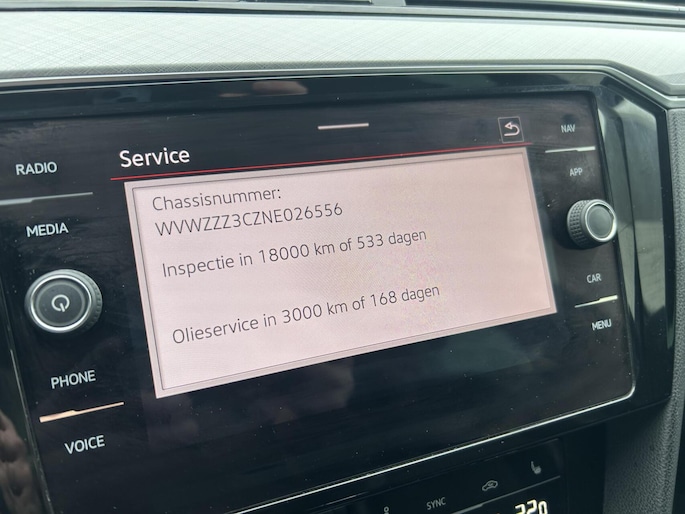 RADIO
MEDIA
PHONE
VOICE
Service
Chassisnummer:
WVWZZZ3CZNE026556
Inspectie in 18000 km of 533 dagen
Olieservice in 3000 km of 168 dagen
NAV
APP
CAR
MENU
SYNC